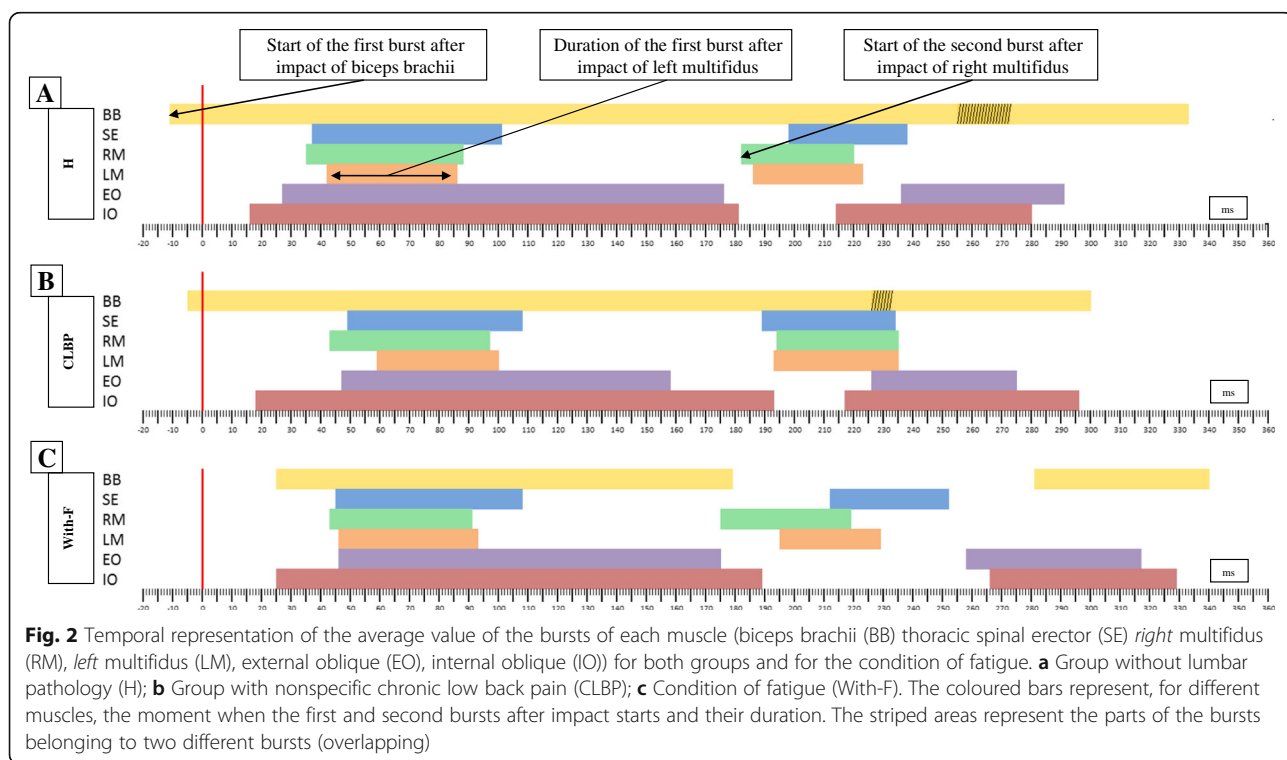 Start of the first burst after
impact of biceps brachii
Duration of the first burst after
impact of left multifidus
Start of the second burst after
impact of right multifidus
A
H
BB
SE
RM
LM
EO
IO
ms
-20 -10 0 10 20 30 40 50 60 70 80 90 100 110 120 130 140 150 160 170 180 190 200 210 220 230 240 250 260 270 280 290 300 310 320 330 340 350 360
B
CLBP
BB
SE
RM
LM
EO
IO
ms
-20 -10 0 10 20 30 40 50 60 70 80 90 100 110 120 130 140 150 160 170 180 190 200 210 220 230 240 250 260 270 280 290 300 310 320 330 340 350 360
C
With-F
BB
SE
RM
LM
EO
IO
ms
-20 -10 0 10 20 30 40 50 60 70 80 90 100 110 120 130 140 150 160 170 180 190 200 210 220 230 240 250 260 270 280 290 300 310 320 330 340 350 360
Fig. 2 Temporal representation of the average value of the bursts of each muscle (biceps brachii (BB) thoracic spinal erector (SE) right multifidus
(RM), left multifidus (LM), external oblique (EO), internal oblique (IO)) for both groups and for the condition of fatigue. a Group without lumbar
pathology (H); b Group with nonspecific chronic low back pain (CLBP); c Condition of fatigue (With-F). The coloured bars represent, for different
muscles, the moment when the first and second bursts after impact starts and their duration. The striped areas represent the parts of the bursts
belonging to two different bursts (overlapping)